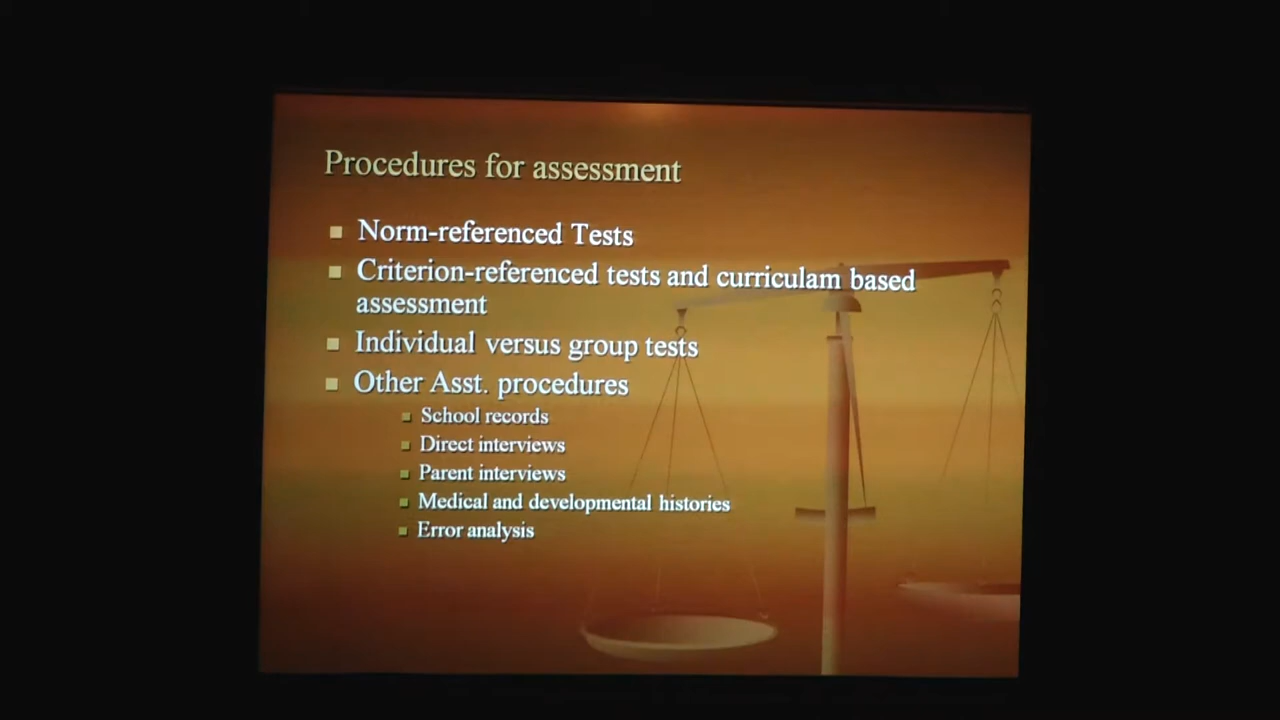 Procedures for assessment
Norm-referenced Tests
Criterion-referenced tests and curriculam based
assessment
Individual versus group tests
Other Asst. procedures
School records
Direct interviews
Parent interviews
Medical and developmental histories
Error analysis